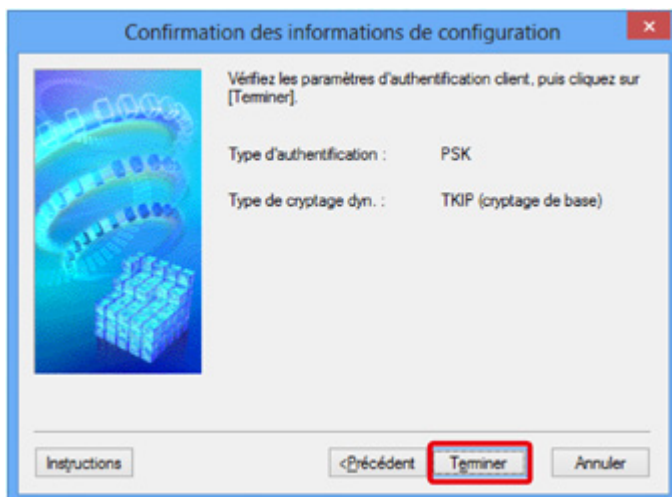 Confirmation des informations de configuration
Vérifiez les paramètres d'authentification client, puis cliquez sur
[Terminer].
Type d'authentification : PSK
Type de cryptage dyn. : TKIP (cryptage de base)
Instructions <Précédent Terminer Annuler